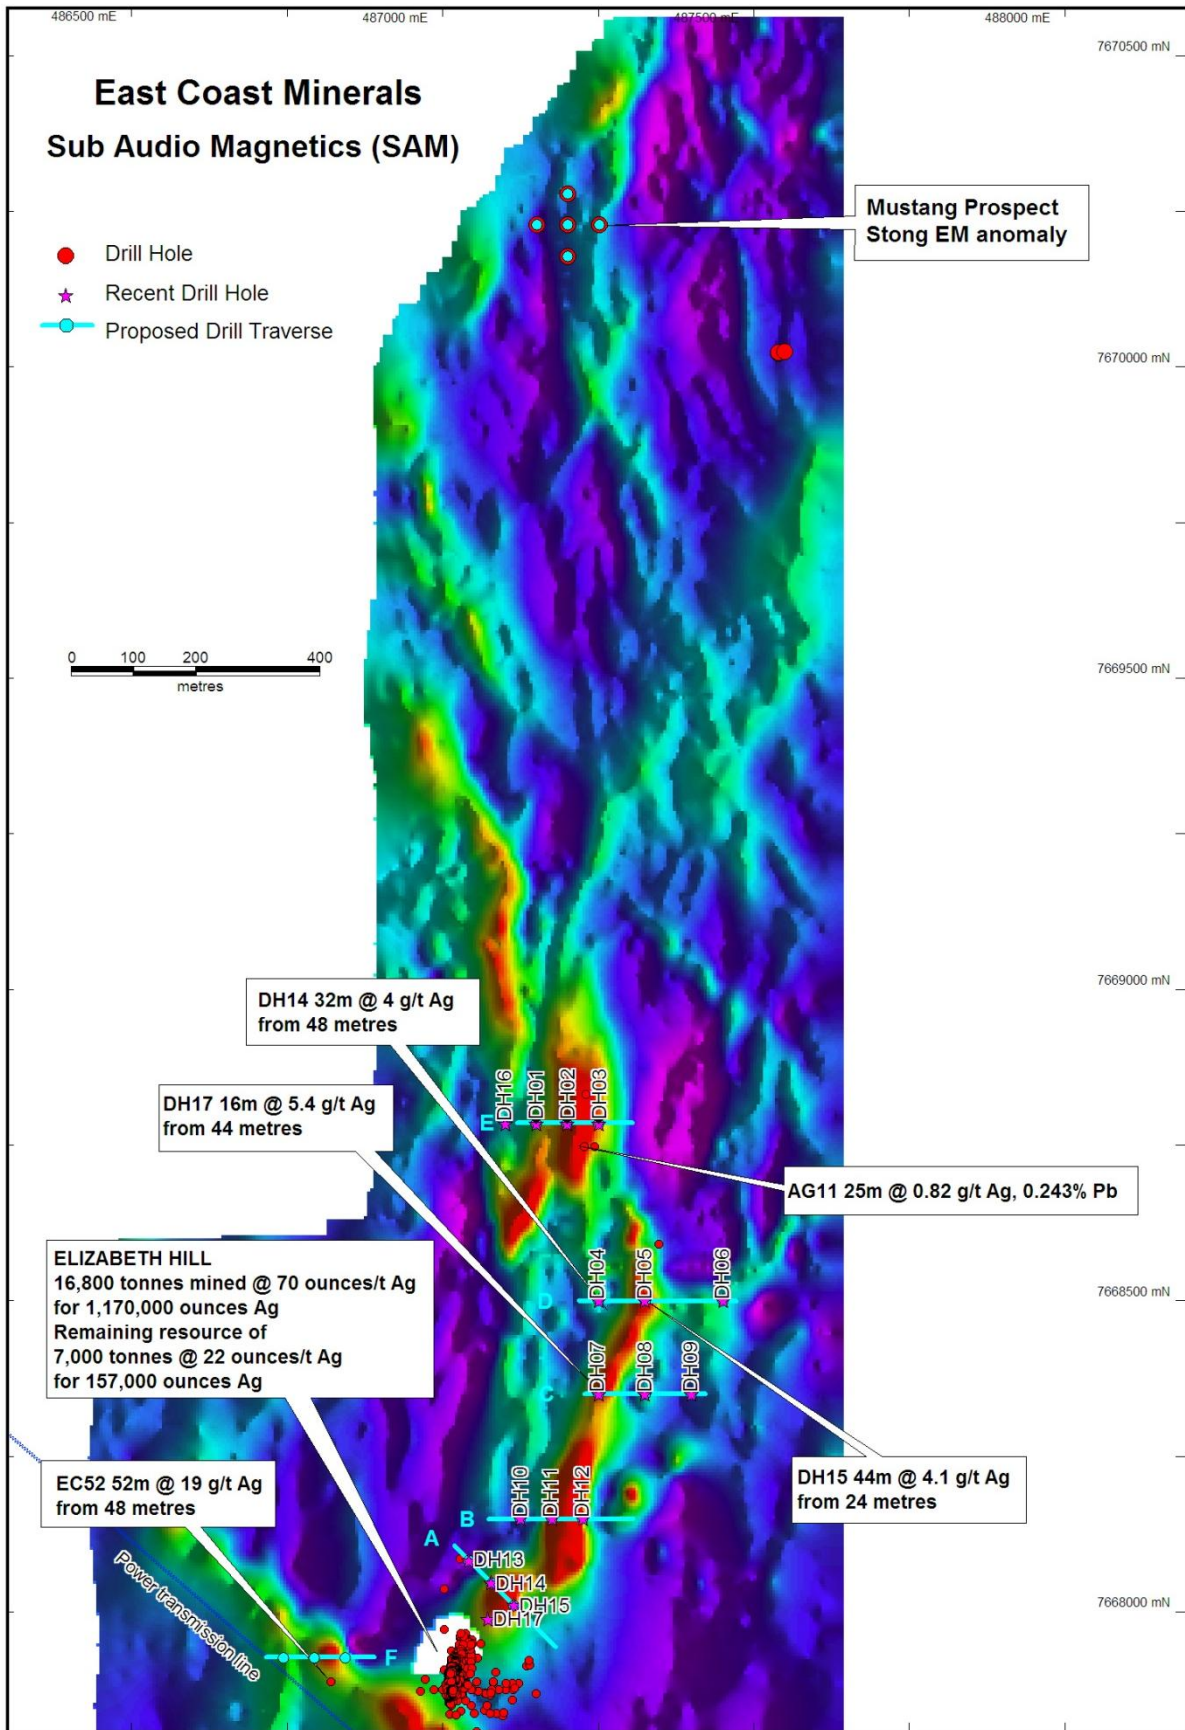 486500 mE
487000 mE
487500 mE
488000 mE
7670500 mN
East Coast Minerals
Sub Audio Magnetics (SAM)
Drill Hole
Recent Drill Hole
Proposed Drill Traverse
Mustang Prospect
Stong EM anomaly
7670000 mN
0 100 200 400
metres
7669500 mN
7669000 mN
DH14 32m @ 4 g/t Ag
from 48 metres
DH17 16m @ 5.4 g/t Ag
from 44 metres
E
DH16
DH01
DH02
DH03
AG11 25m @ 0.82 g/t Ag, 0.243% Pb
ELIZABETH HILL
16,800 tonnes mined @ 70 ounces/t Ag
for 1,170,000 ounces Ag
Remaining resource of
7,000 tonnes @ 22 ounces/t Ag
for 157,000 ounces Ag
D
DH04
DH05
DH06
7668500 mN
C
DH07
DH08
DH09
EC52 52m @ 19 g/t Ag
from 48 metres
DH15 44m @ 4.1 g/t Ag
from 24 metres
B
DH10
DH11
DH12
A
DH13
DH14
DH15
DH17
7668000 mN
Power transmission line
F